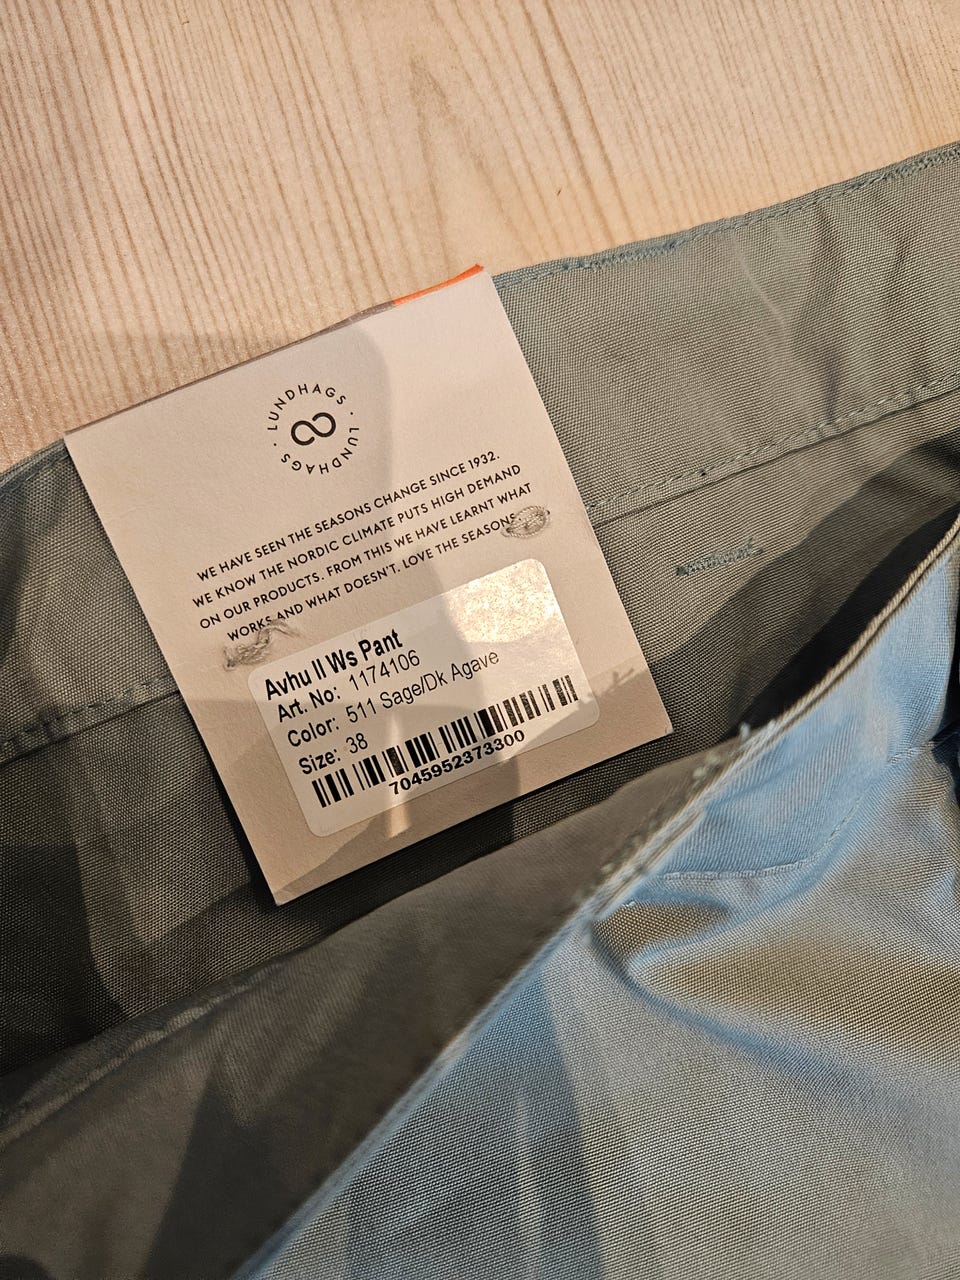 LUNDHAGS · LUNDHAGS ·
WE HAVE SEEN THE SEASONS CHANGE SINCE 1932.
WE KNOW THE NORDIC CLIMATE PUTS HIGH DEMAND
ON OUR PRODUCTS. FROM THIS WE HAVE LEARNT WHAT
WORKS AND WHAT DOESN'T. LOVE THE SEASONS
Avhu II Ws Pant
Art. No: 1174106
Color: 511 Sage/Dk Agave
Size: 38
7045952373300